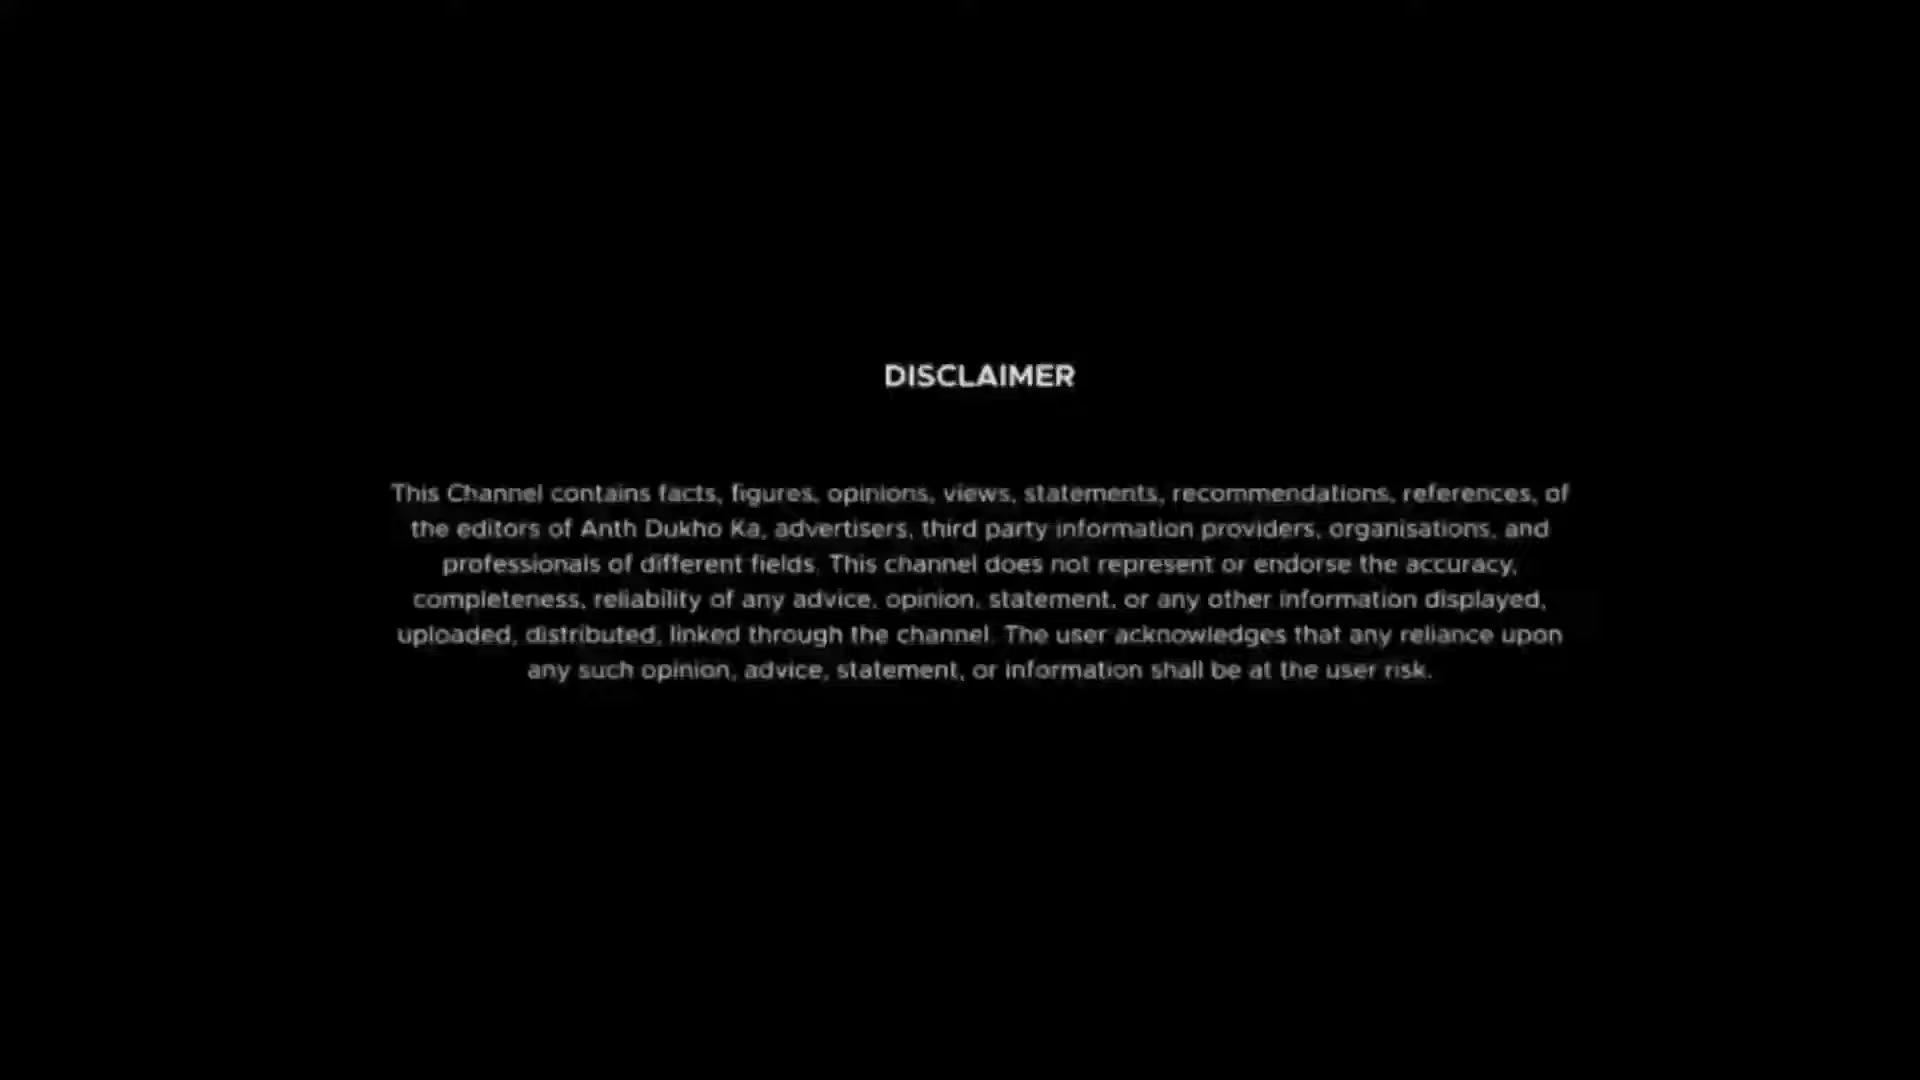 DISCLAIMER
This Channel contains facts, figures, opinions, views, statements, recommendations, references, of
the editors of Anth Dukho Ka, advertisers, third party information providers, organisations, and
professionals of different fields. This channel does not represent or endorse the accuracy,
completeness, reliability of any advice, opinion, statement, or any other information displayed,
uploaded, distributed, linked through the channel. The user acknowledges that any reliance upon
any such opinion, advice, statement, or information shall be at the user risk.